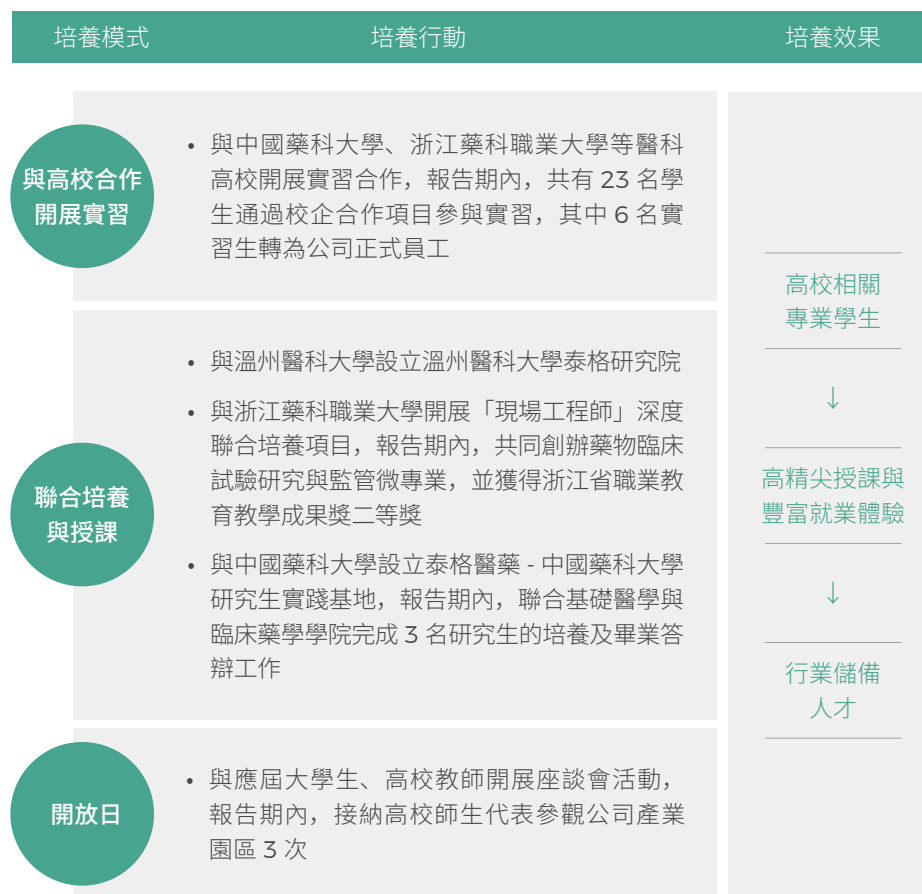 培養模式
培養行動
培養效果
與高校合作
開展實習
• 與中國藥科大學、浙江藥科職業大學等醫科
高校開展實習合作，報告期內，共有 23 名學
生通過校企合作項目參與實習，其中 6 名實
習生轉為公司正式員工
聯合培養
與授課
• 與溫州醫科大學設立溫州醫科大學泰格研究院
• 與浙江藥科職業大學開展「現場工程師」深度
聯合培養項目，報告期內，共同創辦藥物臨床
試驗研究與監管微專業，並獲得浙江省職業教
育教學成果獎二等獎
• 與中國藥科大學設立泰格醫藥 - 中國藥科大學
研究生實踐基地，報告期內，聯合基礎醫學與
臨床藥學學院完成 3 名研究生的培養及畢業答
辯工作
開放日
• 與應屆大學生、高校教師開展座談會活動，
報告期內，接納高校師生代表參觀公司產業
園區 3 次
高校相關
專業學生
↓
高精尖授課與
豐富就業體驗
↓
行業儲備
人才